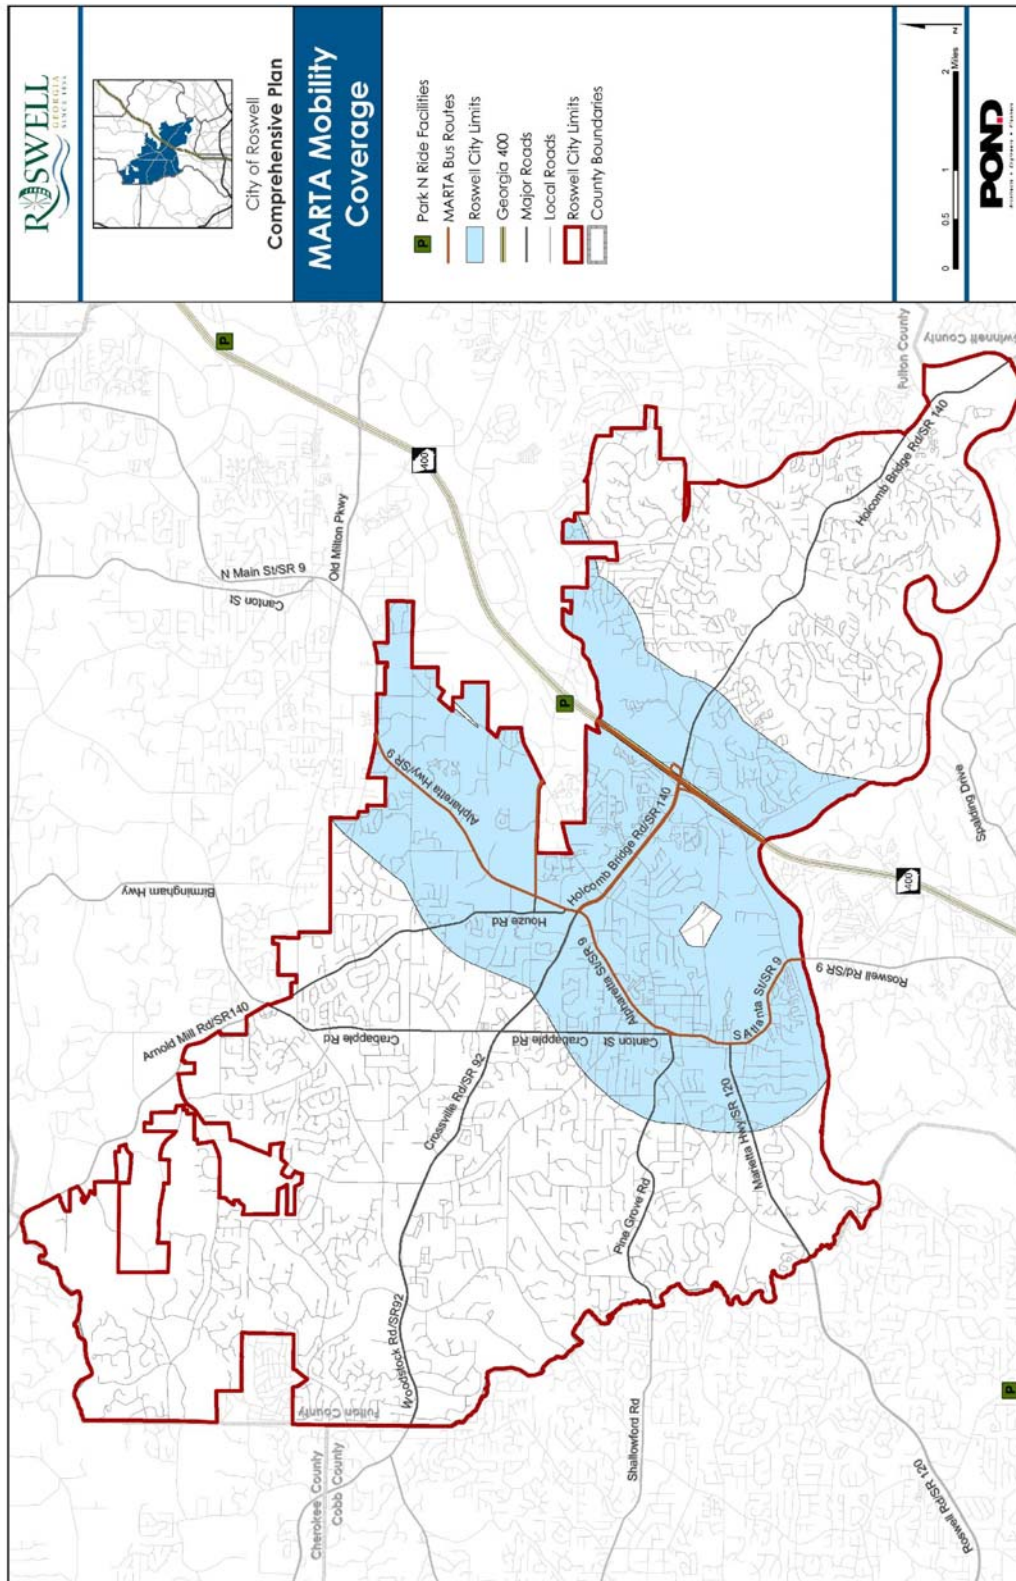 ROSWELL
GEORGIA
SINCE 1854
City of Roswell
Comprehensive Plan
MARTA Mobility
Coverage
P Park N Ride Facilities
MARTA Bus Routes
Roswell City Limits
Georgia 400
Major Roads
Local Roads
Roswell City Limits
County Boundaries
0 0.5 1 2
Miles
N
POND
Cherokee County
Cobb County
Fulton County
Woodstock Rd/SR92
Arnold Mill Rd/SR140
Birmingham Hwy
Canton St
N Main St/SR 9
Old Milton Pkwy
400
P
Crabapple Rd
Crossville Rd/SR 92
Houze Rd
Alpharetta Hwy/SR 9
P
Crabapple Rd
Holcomb Bridge Rd/SR 140
Alpharetta St/SR 9
Canton St
Shallowford Rd
Pine Grove Rd
Marietta Hwy/SR 120
S Atlanta St/SR 9
Holcomb Bridge Rd/SR 140
Fulton County
Gwinnett County
Roswell Rd/SR 9
400
Spalding Drive
Roswell Rd/SR 120
P